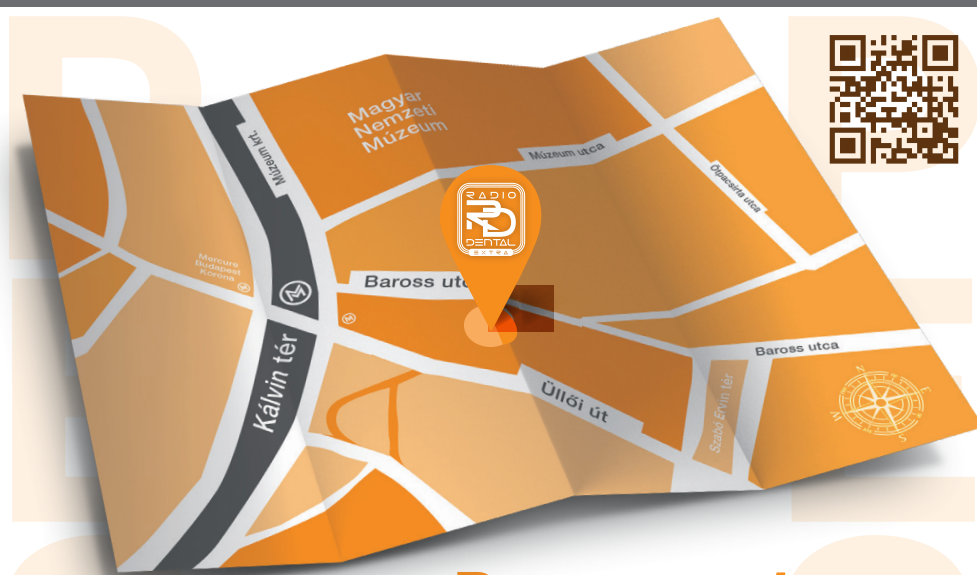 Magyar
Nemzeti
Múzeum
Múzeum krt.
Múzeum utca
Ötpacsirta utca
RADIO
RD
DENTAL
EXTRA
Mercure
Budapest
Korona
M
M
M
Baross
Kálvin tér
Üllői út
Szabó Ervin tér
Baross utca
N
E
S
W